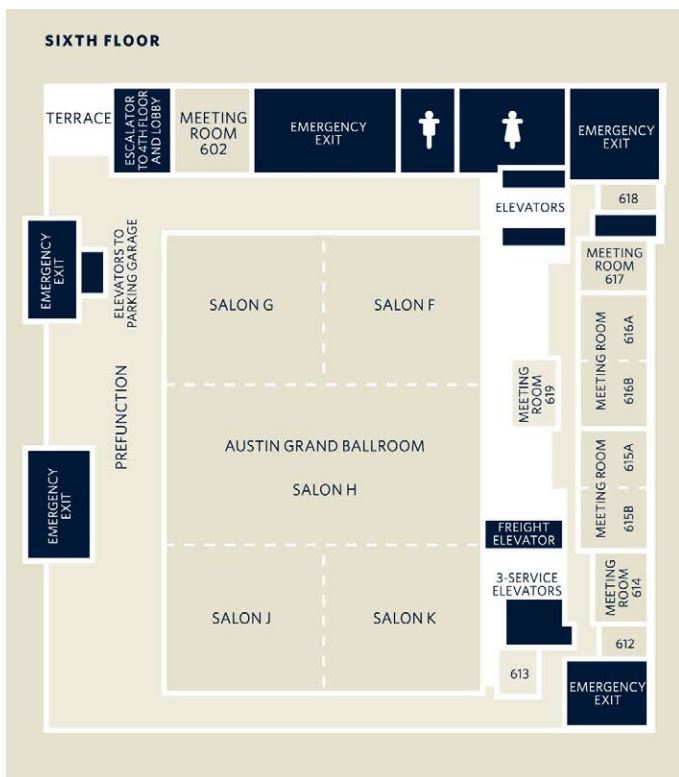 SIXTH FLOOR
TERRACE
ESCALATOR
TO 4TH FLOOR
AND LOBBY
MEETING
ROOM
602
EMERGENCY
EXIT
EMERGENCY
EXIT
ELEVATORS
618
EMERGENCY
EXIT
ELEVATORS TO
PARKING GARAGE
MEETING
ROOM
617
SALON G
SALON F
MEETING ROOM
616A
616B
MEETING
ROOM
619
PREFUNCTION
AUSTIN GRAND BALLROOM
SALON H
MEETING ROOM
615A
615B
EMERGENCY
EXIT
FREIGHT
ELEVATOR
3-SERVICE
ELEVATORS
MEETING
ROOM
614
SALON J
SALON K
612
613
EMERGENCY
EXIT